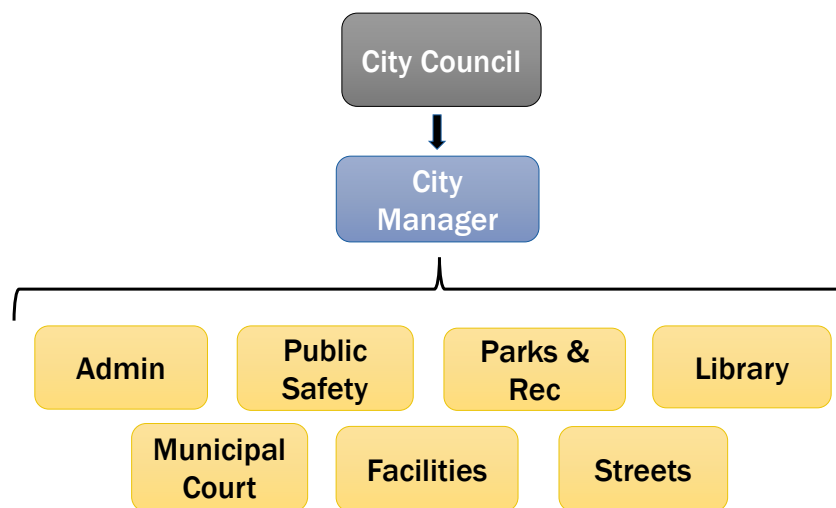 City Council
City
Manager
Admin
Public
Safety
Parks &
Rec
Library
Municipal
Court
Facilities
Streets